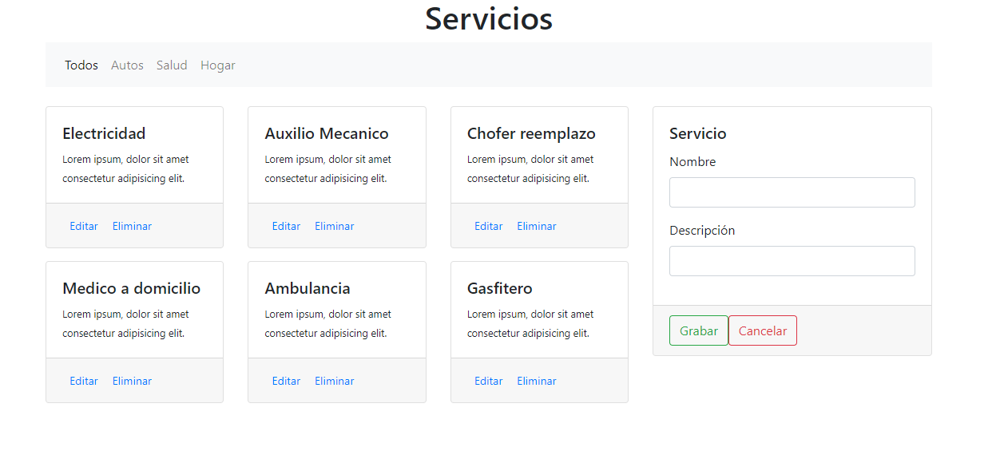 Servicios
Todos Autos Salud Hogar
Electricidad
Lorem ipsum, dolor sit amet
consectetur adipisicing elit.
Editar Eliminar
Auxilio Mecanico
Lorem ipsum, dolor sit amet
consectetur adipisicing elit.
Editar Eliminar
Chofer reemplazo
Lorem ipsum, dolor sit amet
consectetur adipisicing elit.
Editar Eliminar
Medico a domicilio
Lorem ipsum, dolor sit amet
consectetur adipisicing elit.
Editar Eliminar
Ambulancia
Lorem ipsum, dolor sit amet
consectetur adipisicing elit.
Editar Eliminar
Gasfitero
Lorem ipsum, dolor sit amet
consectetur adipisicing elit.
Editar Eliminar
Servicio
Nombre
Descripción
Grabar Cancelar